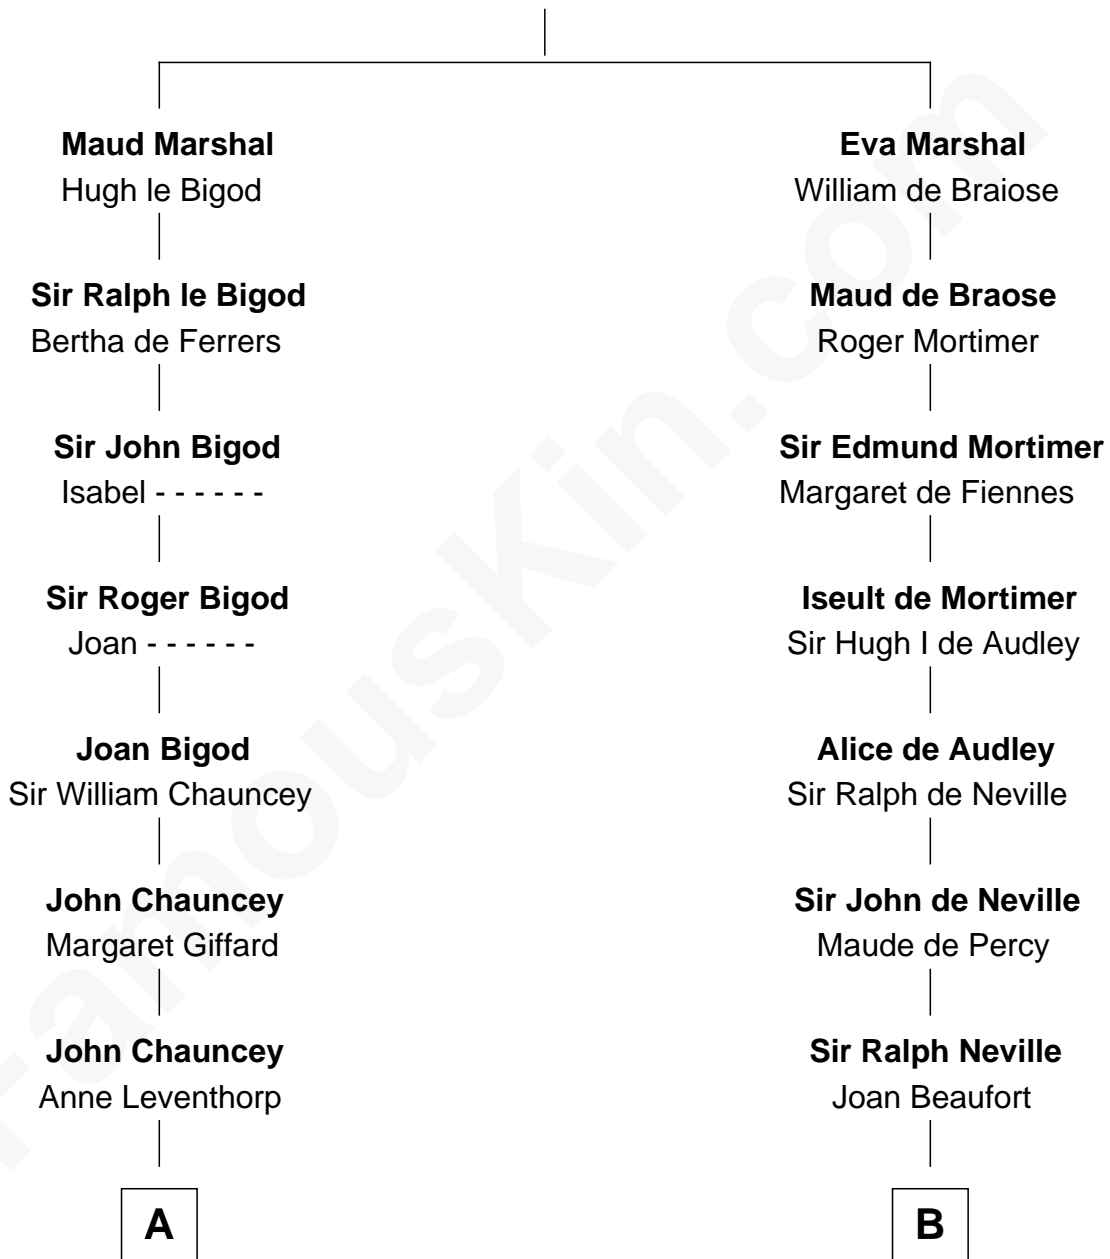 Maud Marshal
Hugh le Bigod
Sir Ralph le Bigod
Bertha de Ferrers
Sir John Bigod
Isabel - - - - - -
Sir Roger Bigod
Joan - - - - - -
Joan Bigod
Sir William Chauncey
John Chauncey
Margaret Giffard
John Chauncey
Anne Leventhorp
A
Eva Marshal
William de Braiose
Maud de Braose
Roger Mortimer
Sir Edmund Mortimer
Margaret de Fiennes
Iseult de Mortimer
Sir Hugh I de Audley
Alice de Audley
Sir Ralph de Neville
Sir John de Neville
Maude de Percy
Sir Ralph Neville
Joan Beaufort
B
FamousKin.com